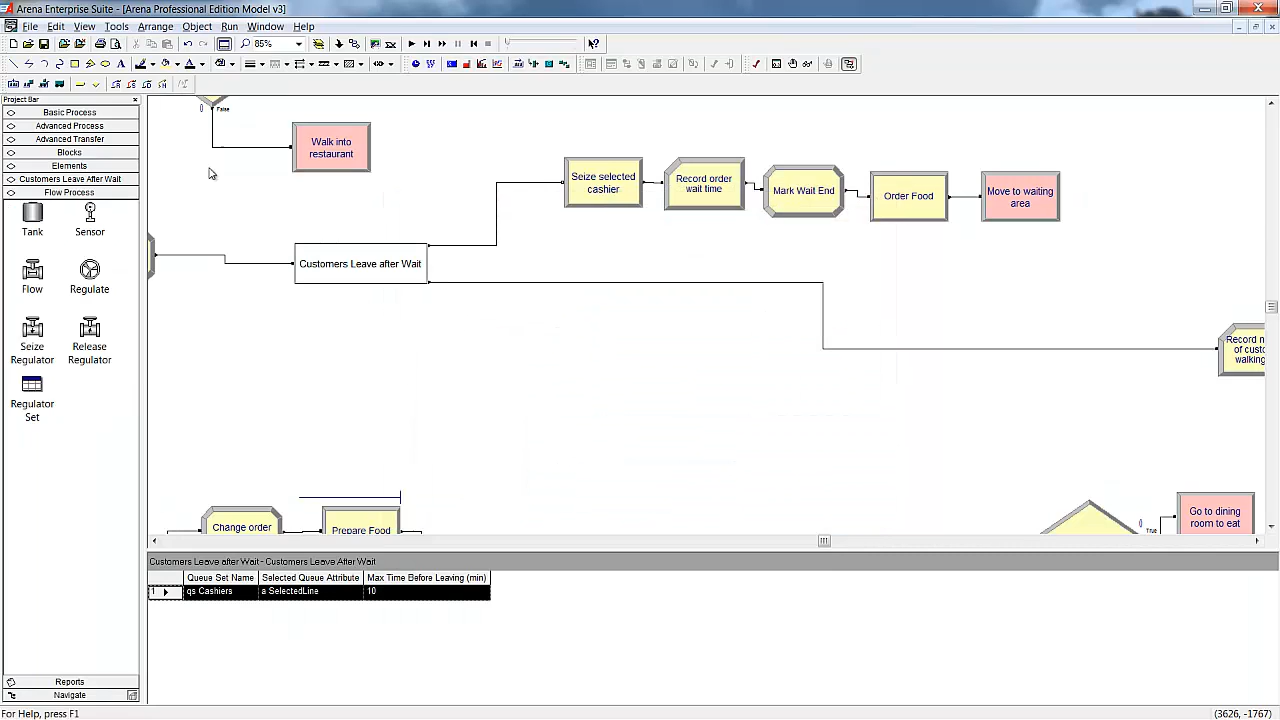 Arena Enterprise Suite - [Arena Professional Edition Model v3]
File Edit View Tools Arrange Object Run Window Help
85%
Project Bar
Basic Process
Advanced Process
Advanced Transfer
Blocks
Elements
Customers Leave After Wait
Flow Process
Tank Sensor
Flow Regulate
Seize Release
Regulator Regulator
Regulator
Set
Reports
Navigate
0
False
Walk into
restaurant
Seize selected
cashier
Record order
wait time
Mark Wait End
Order Food
Move to waiting
area
Customers Leave after Wait
Record
of
walking
Change order
Prepare Food
0
True
Go to dining
room to eat
Customers Leave after Wait - Customers Leave After Wait
Queue Set Name Selected Queue Attribute Max Time Before Leaving (min)
1 qs Cashiers a SelectedLine 10
For Help, press F1 (3626, -1767)